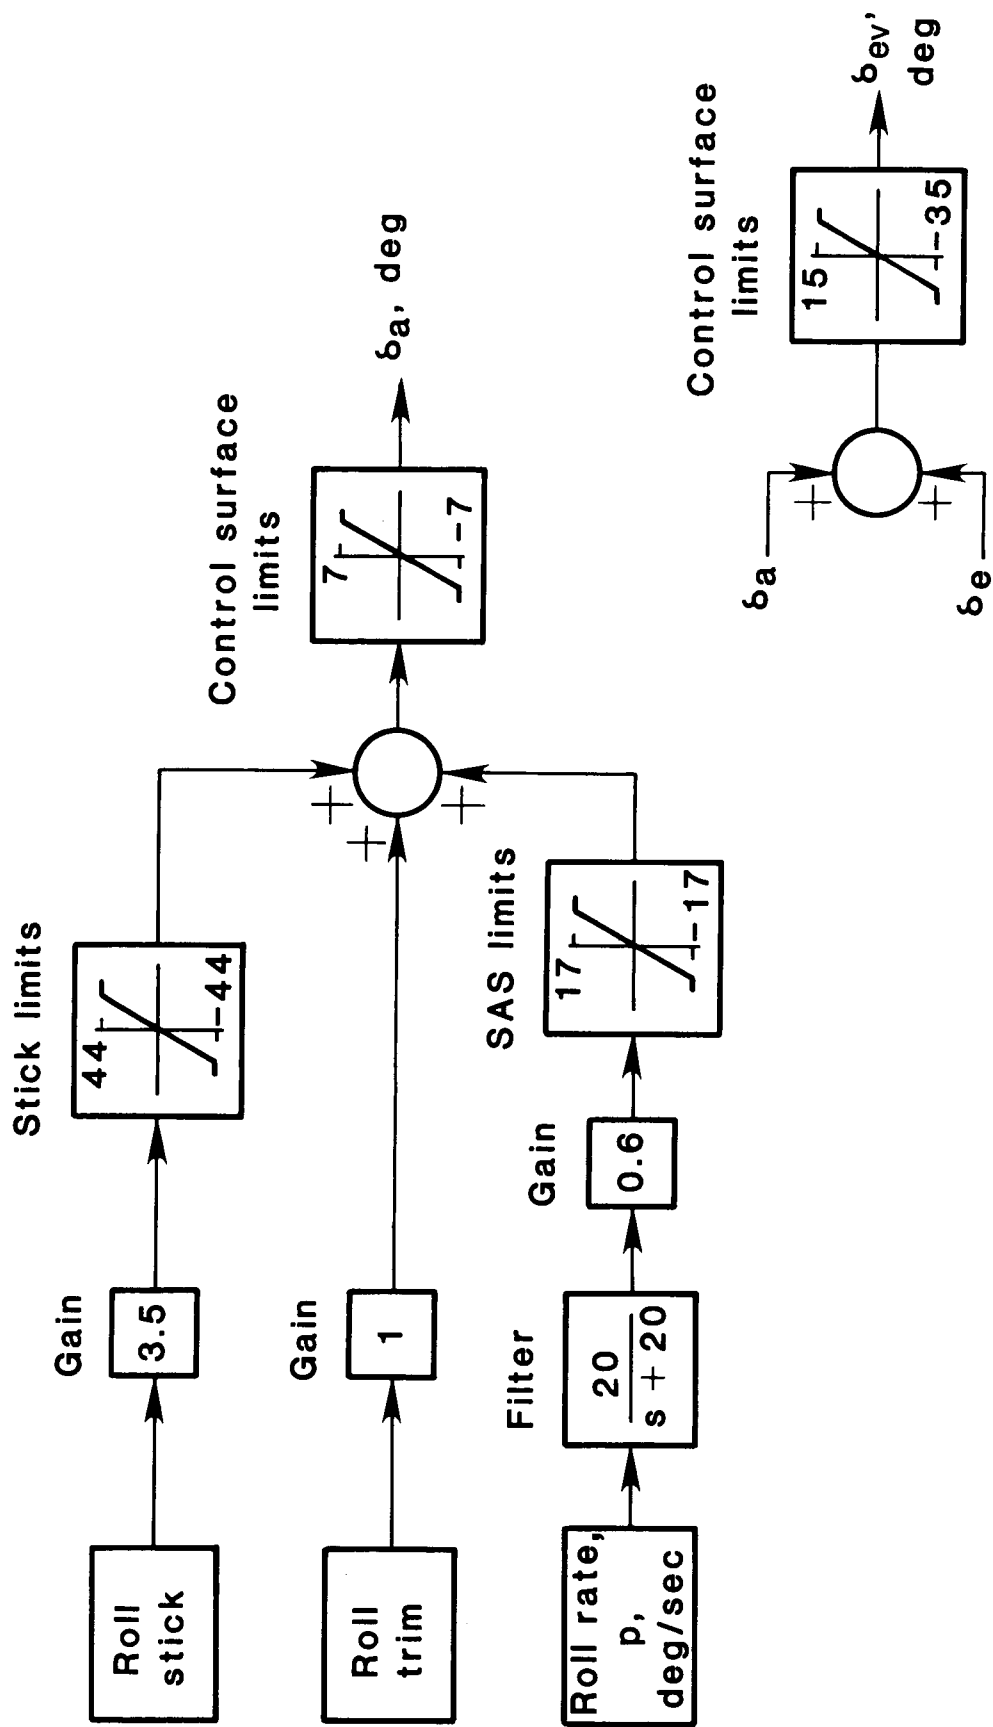 Stick limits
Gain
44
-44
3.5
Roll
stick
Control surface
limits
7
-7
δa, deg
Gain
1
Roll
trim
+
+
+
SAS limits
17
-17
Gain
0.6
Filter
20
s + 20
Roll rate,
p,
deg/sec
Control surface
limits
15
-35
δev,
deg
δa
+
+
δe